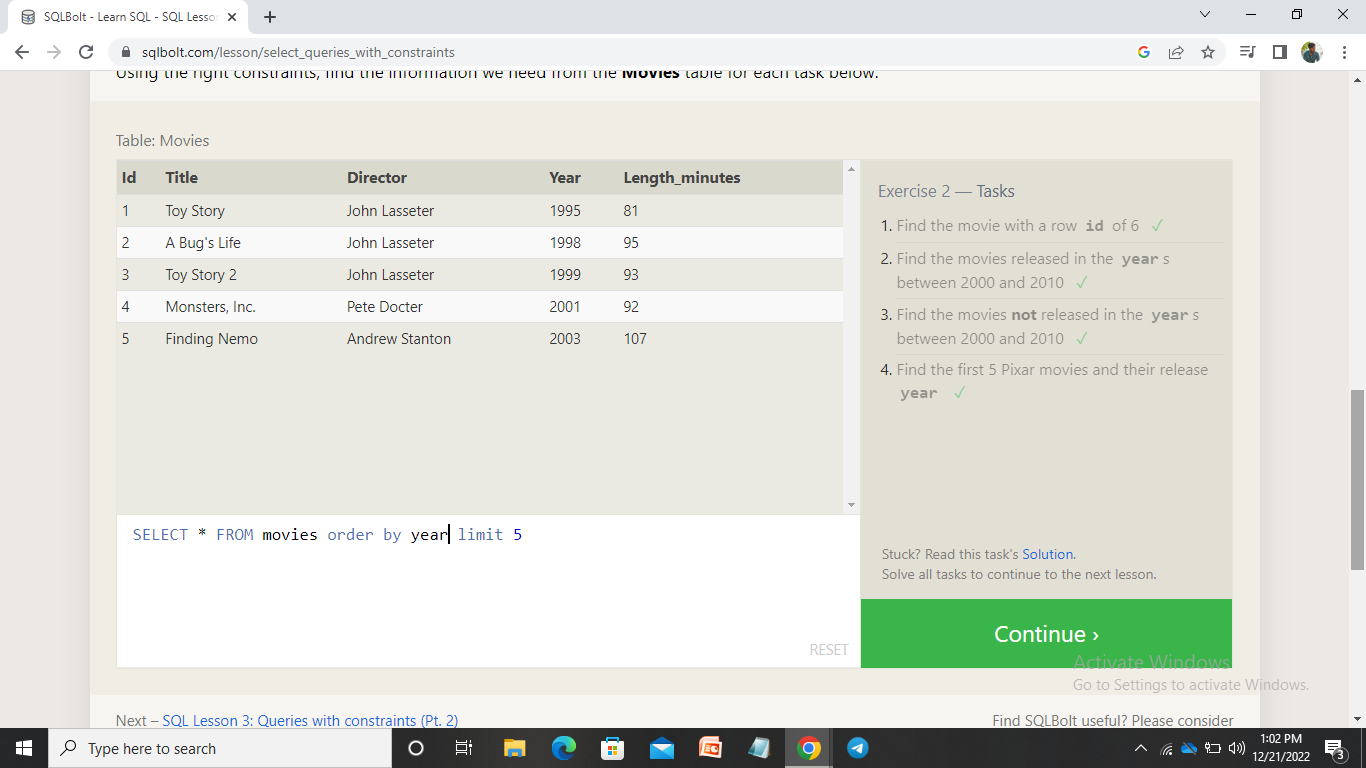 SQLBolt - Learn SQL - SQL Lesson
sqlbolt.com/lesson/select_queries_with_constraints
Using the right constraints, find the information we need from the Movies table for each task below.
Table: Movies
Id Title Director Year Length_minutes
1 Toy Story John Lasseter 1995 81
2 A Bug's Life John Lasseter 1998 95
3 Toy Story 2 John Lasseter 1999 93
4 Monsters, Inc. Pete Docter 2001 92
5 Finding Nemo Andrew Stanton 2003 107
SELECT * FROM movies order by year limit 5
RESET
Exercise 2 — Tasks
1. Find the movie with a row id of 6 ✓
2. Find the movies released in the year s
between 2000 and 2010 ✓
3. Find the movies not released in the year s
between 2000 and 2010 ✓
4. Find the first 5 Pixar movies and their release
year ✓
Stuck? Read this task's Solution.
Solve all tasks to continue to the next lesson.
Continue ›
Activate Windows
Go to Settings to activate Windows.
Next – SQL Lesson 3: Queries with constraints (Pt. 2)
Find SQLBolt useful? Please consider
Type here to search
1:02 PM
12/21/2022
3